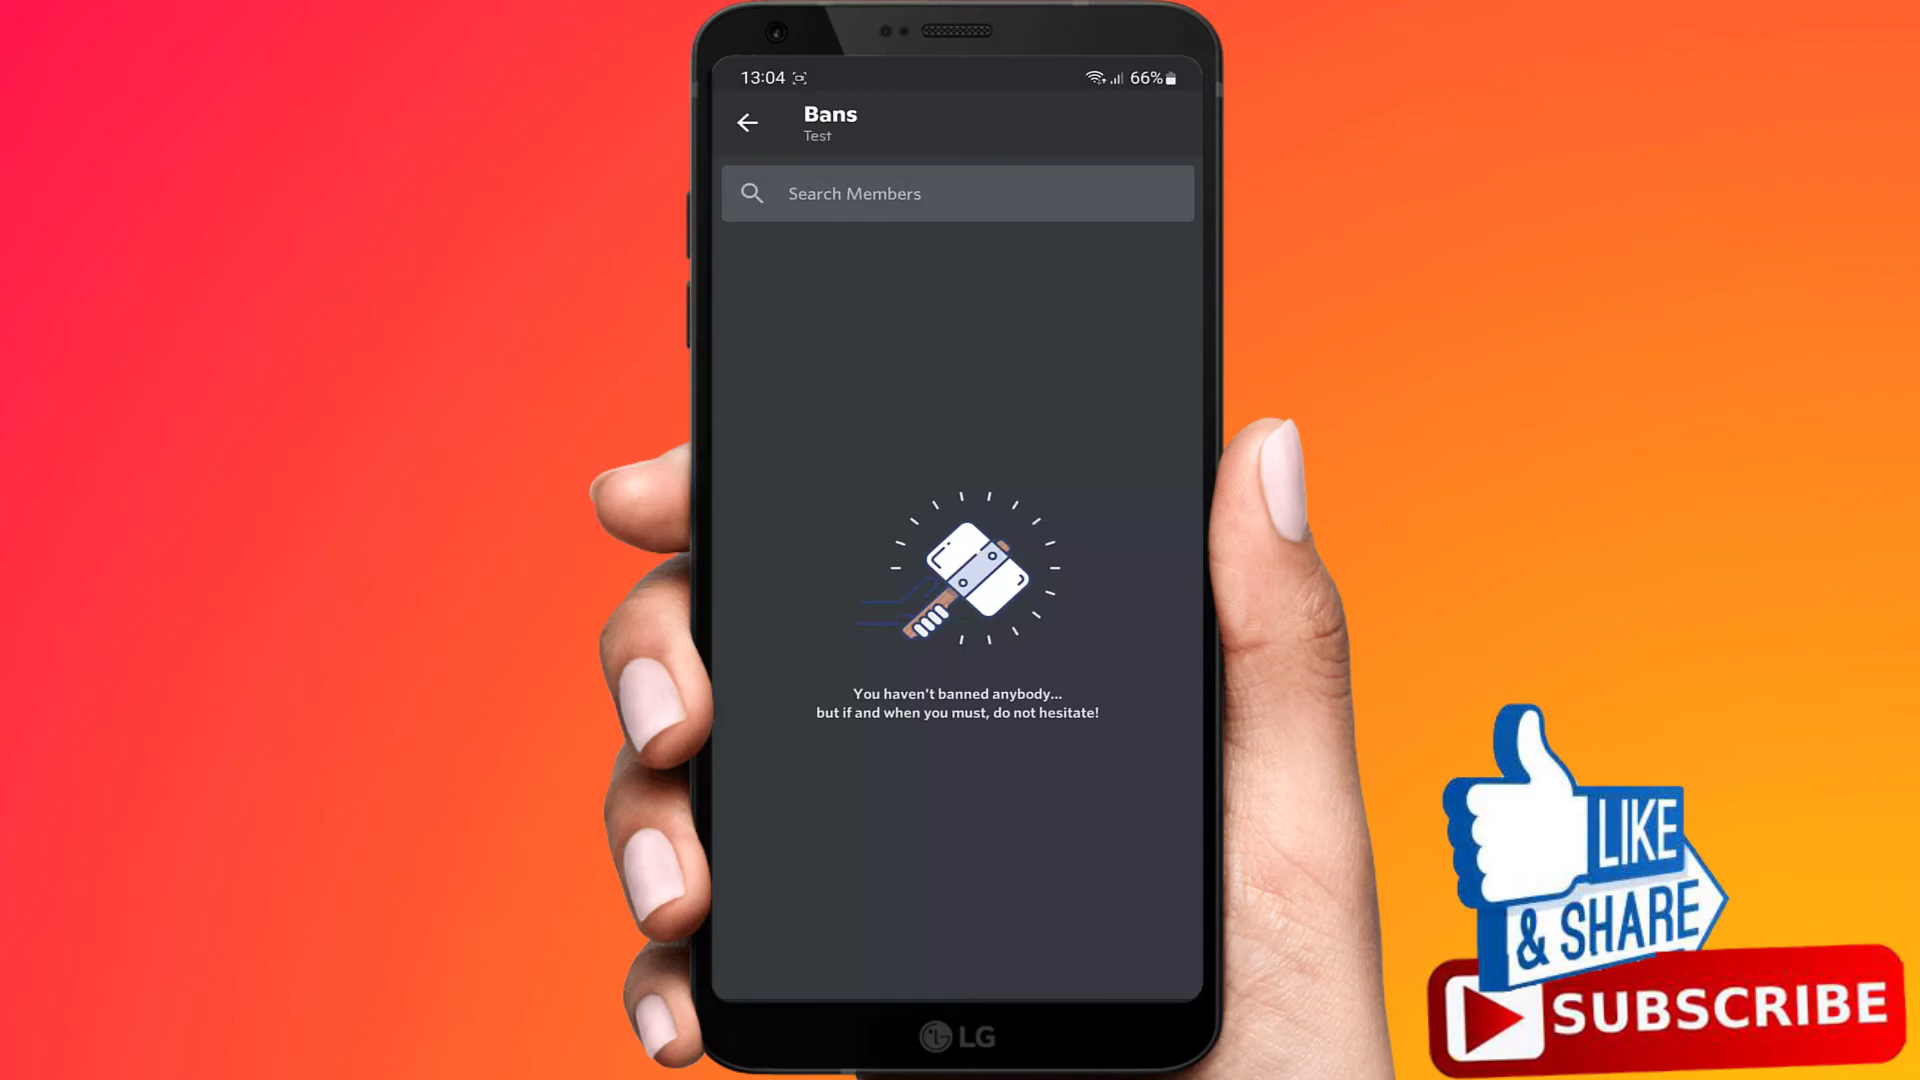 13:04
66%
Bans
Test
Search Members
You haven't banned anybody...
but if and when you must, do not hesitate!
LG
LIKE
& SHARE
SUBSCRIBE